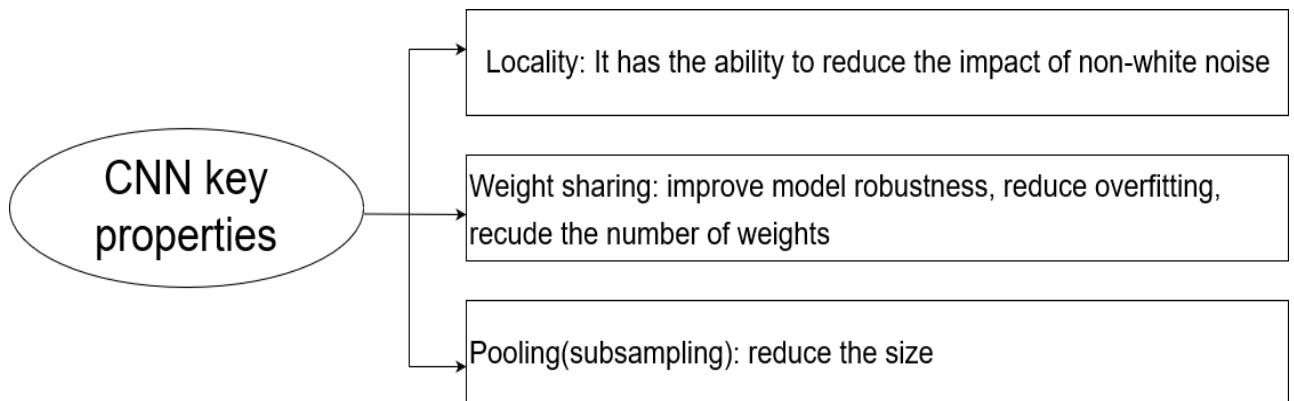 CNN key
properties
Locality: It has the ability to reduce the impact of non-white noise
Weight sharing: improve model robustness, reduce overfitting,
recude the number of weights
Pooling(subsampling): reduce the size